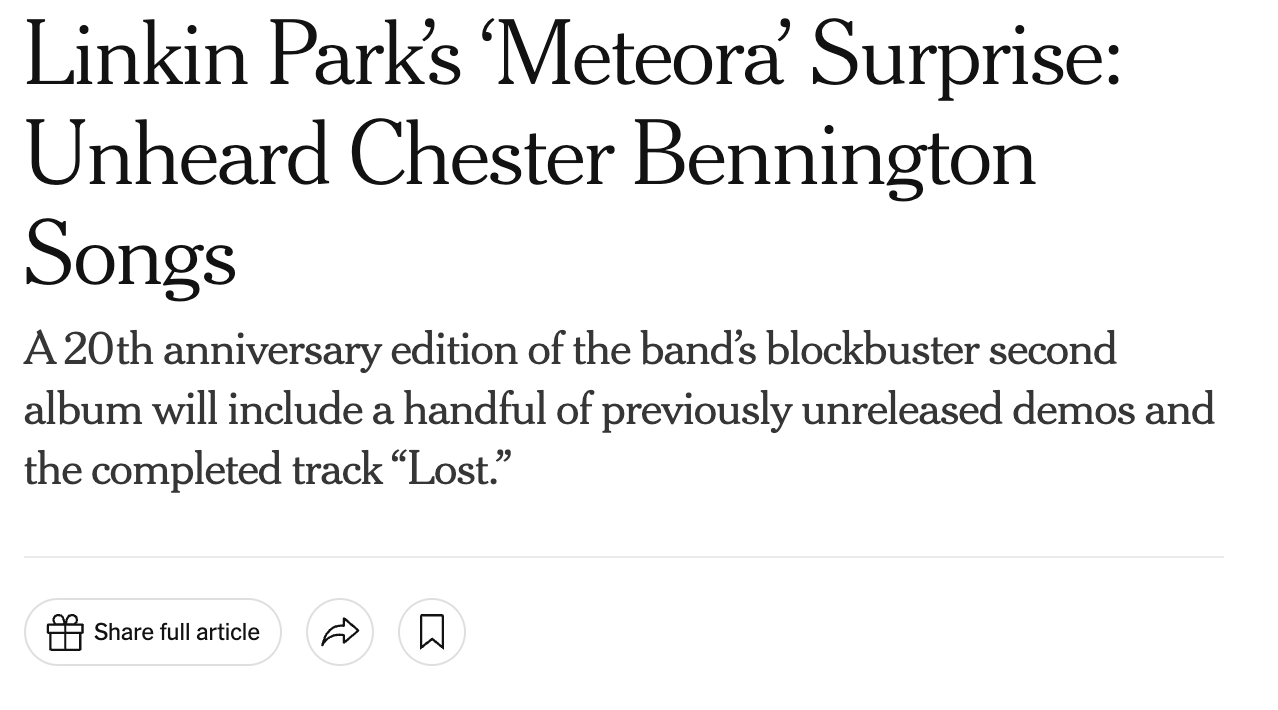 Linkin Park’s ‘Meteora’ Surprise:
Unheard Chester Bennington
Songs
A 20th anniversary edition of the band’s blockbuster second
album will include a handful of previously unreleased demos and
the completed track “Lost.”
Share full article